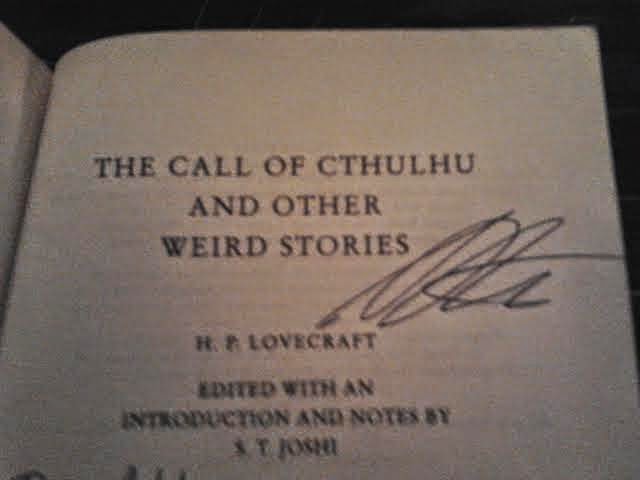 THE CALL OF CTHULHU
AND OTHER
WEIRD STORIES
H. P. LOVECRAFT
EDITED WITH AN
INTRODUCTION AND NOTES BY
S. T. JOSHI